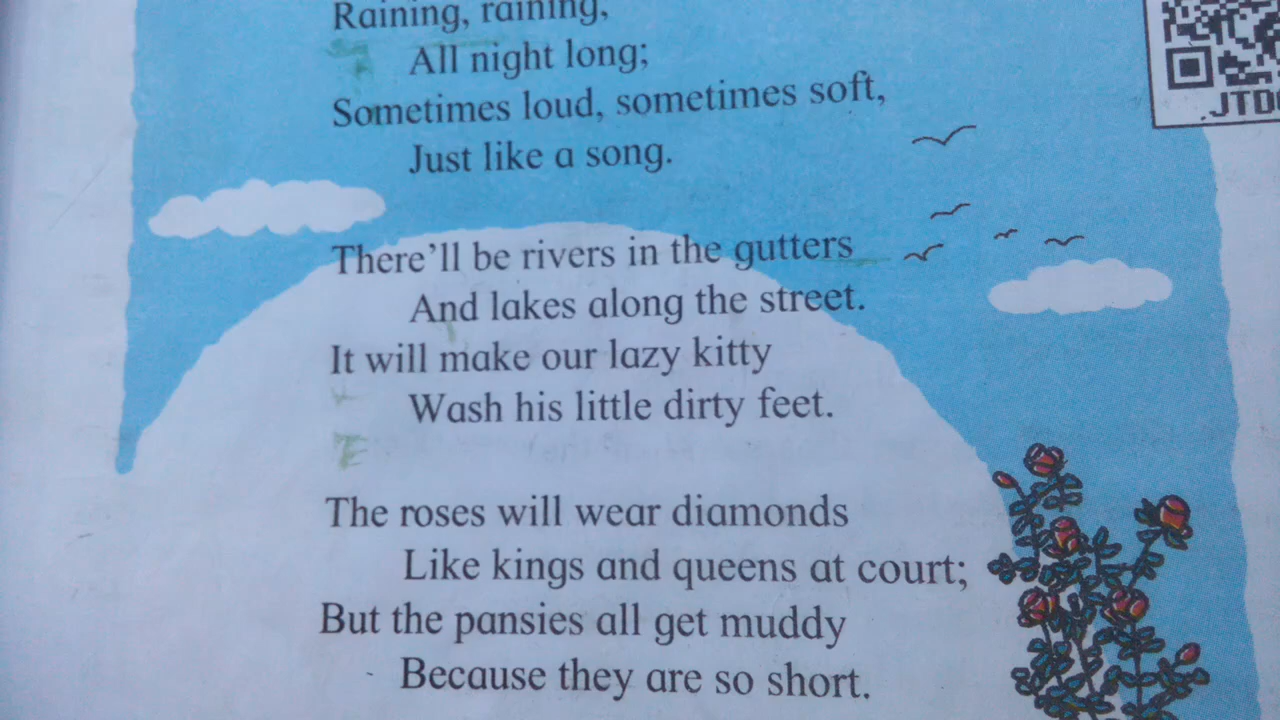 Raining, raining,
All night long;
Sometimes loud, sometimes soft,
Just like a song.
There'll be rivers in the gutters
And lakes along the street.
It will make our lazy kitty
Wash his little dirty feet.
The roses will wear diamonds
Like kings and queens at court;
But the pansies all get muddy
Because they are so short.